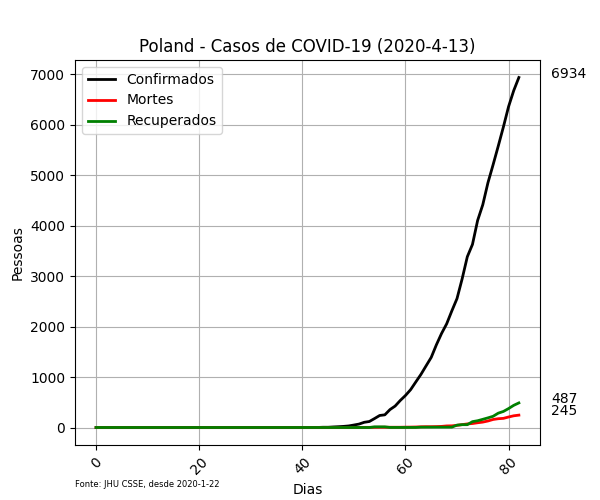 Poland - Casos de COVID-19 (2020-4-13)
Confirmados
Mortes
Recuperados
7000
6000
5000
4000
3000
2000
1000
0
Pessoas
6934
487
245
0
20
40
60
80
Dias
Fonte: JHU CSSE, desde 2020-1-22